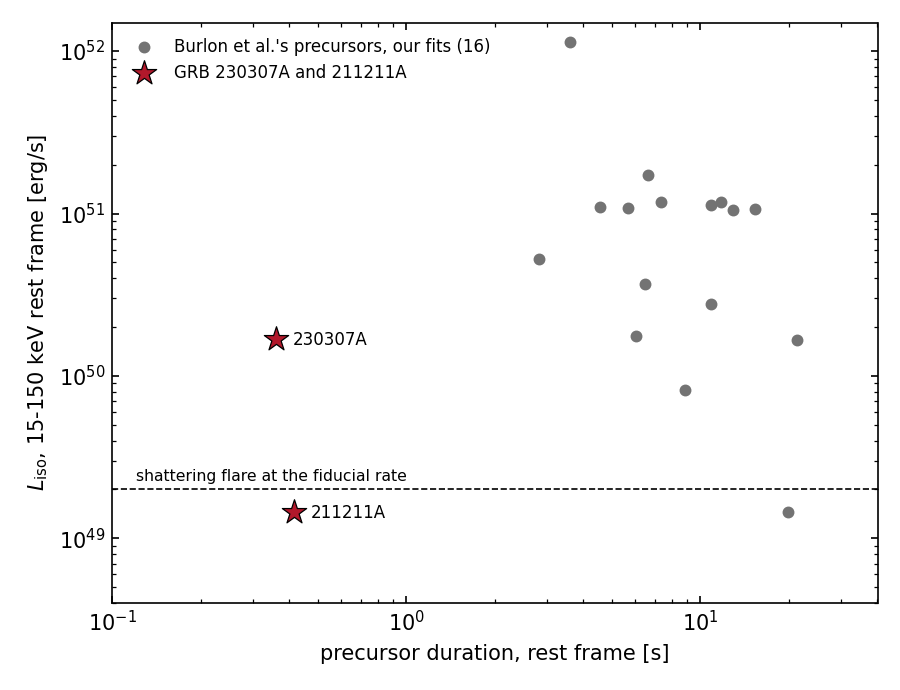 Burlon et al.'s precursors, our fits (16)
GRB 230307A and 211211A
10^52
10^51
10^50
10^49
L_iso, 15-150 keV rest frame [erg/s]
230307A
shattering flare at the fiducial rate
211211A
10^−1
10^0
10^1
precursor duration, rest frame [s]